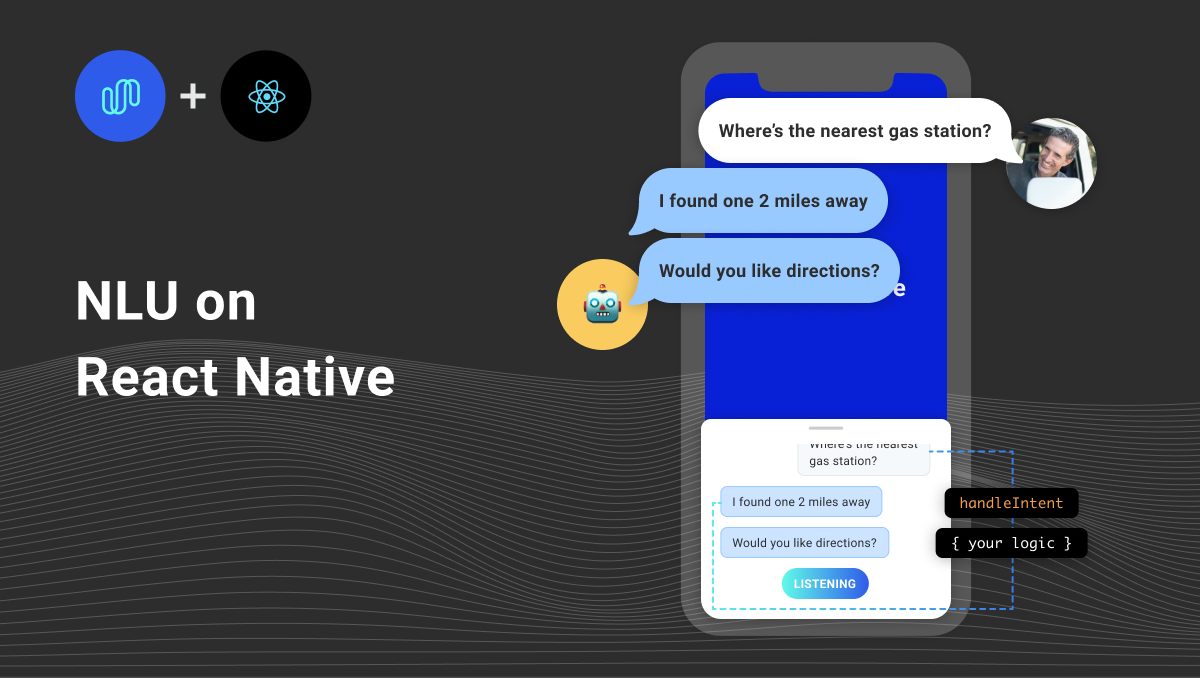 NLU on
React Native
Where’s the nearest gas station?
I found one 2 miles away
Would you like directions?
e
Where's the nearest
gas station?
I found one 2 miles away
Would you like directions?
LISTENING
handleIntent
{ your logic }